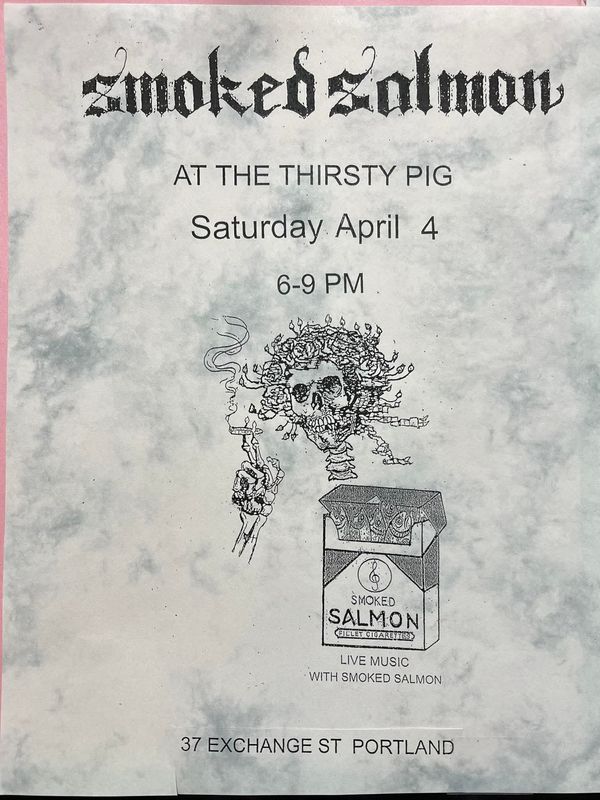 smoked salmon
AT THE THIRSTY PIG
Saturday April 4
6-9 PM
SMOKED
SALMON
FILLET CIGARETTES
LIVE MUSIC
WITH SMOKED SALMON
37 EXCHANGE ST PORTLAND